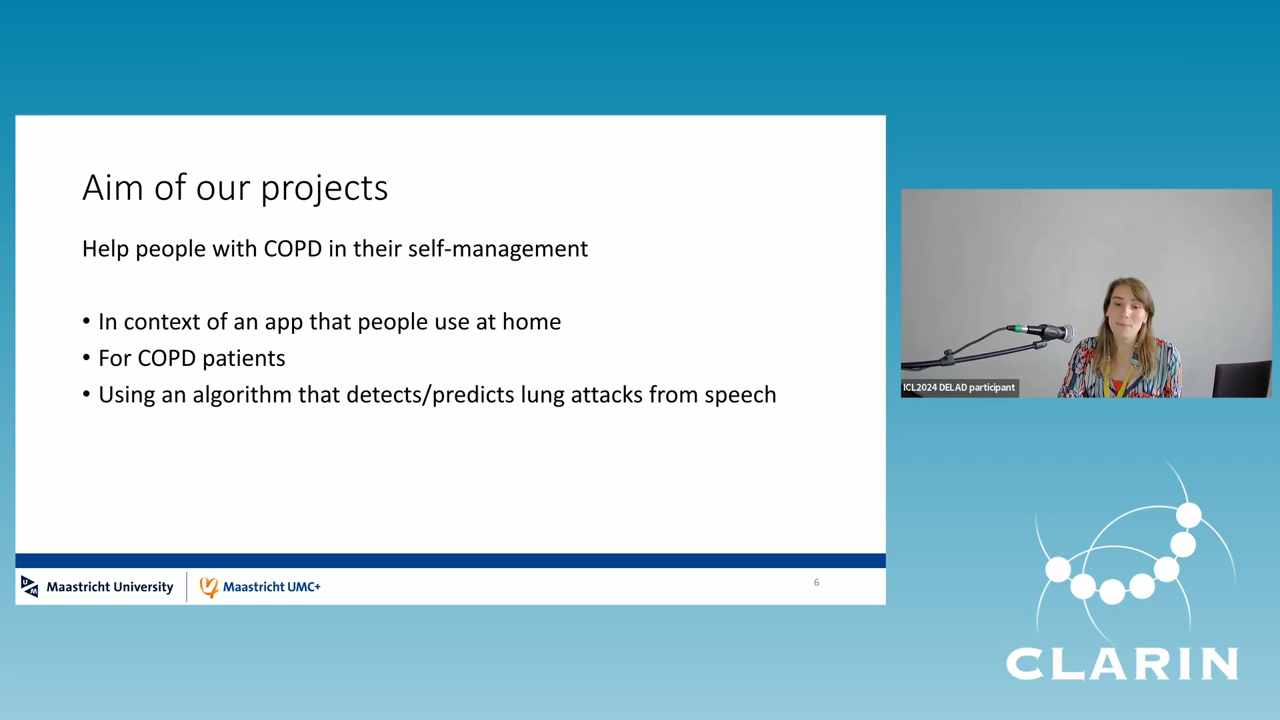 Aim of our projects
Help people with COPD in their self-management
• In context of an app that people use at home
• For COPD patients
• Using an algorithm that detects/predicts lung attacks from speech
UM Maastricht University
Maastricht UMC+
6
ICL2024 DELAD participant
CLARIN